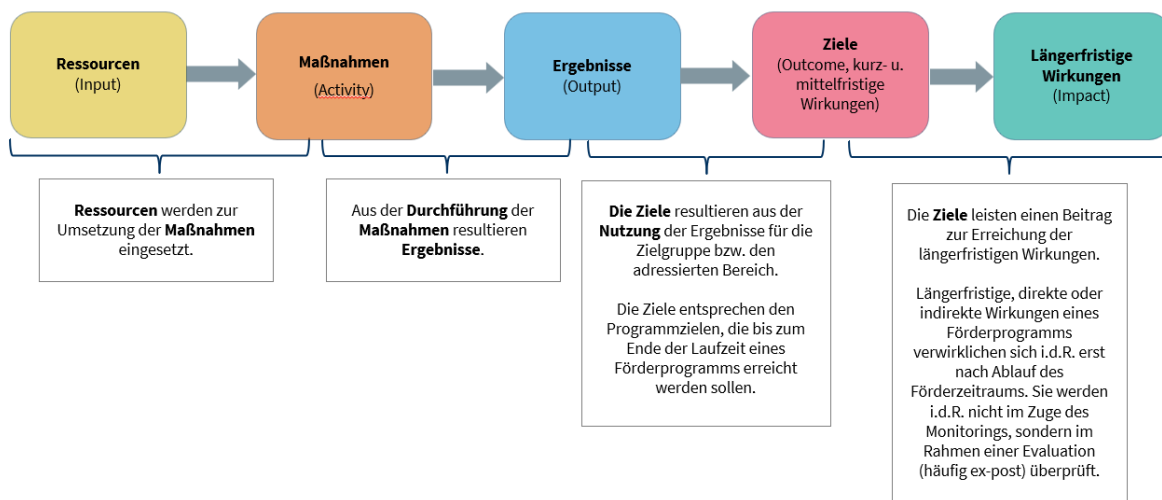 Ressourcen
(Input)
Maßnahmen
(Activity)
Ergebnisse
(Output)
Ziele
(Outcome, kurz- u.
mittelfristige
Wirkungen)
Längerfristige
Wirkungen
(Impact)
Ressourcen werden zur
Umsetzung der Maßnahmen
eingesetzt.
Aus der Durchführung der
Maßnahmen resultieren
Ergebnisse.
Die Ziele resultieren aus der
Nutzung der Ergebnisse für die
Zielgruppe bzw. den
adressierten Bereich.
Die Ziele entsprechen den
Programmzielen, die bis zum
Ende der Laufzeit eines
Förderprogramms erreicht
werden sollen.
Die Ziele leisten einen Beitrag
zur Erreichung der
längerfristigen Wirkungen.
Längerfristige, direkte oder
indirekte Wirkungen eines
Förderprogramms
verwirklichen sich i.d.R. erst
nach Ablauf des
Förderzeitraums. Sie werden
i.d.R. nicht im Zuge des
Monitorings, sondern im
Rahmen einer Evaluation
(häufig ex-post) überprüft.